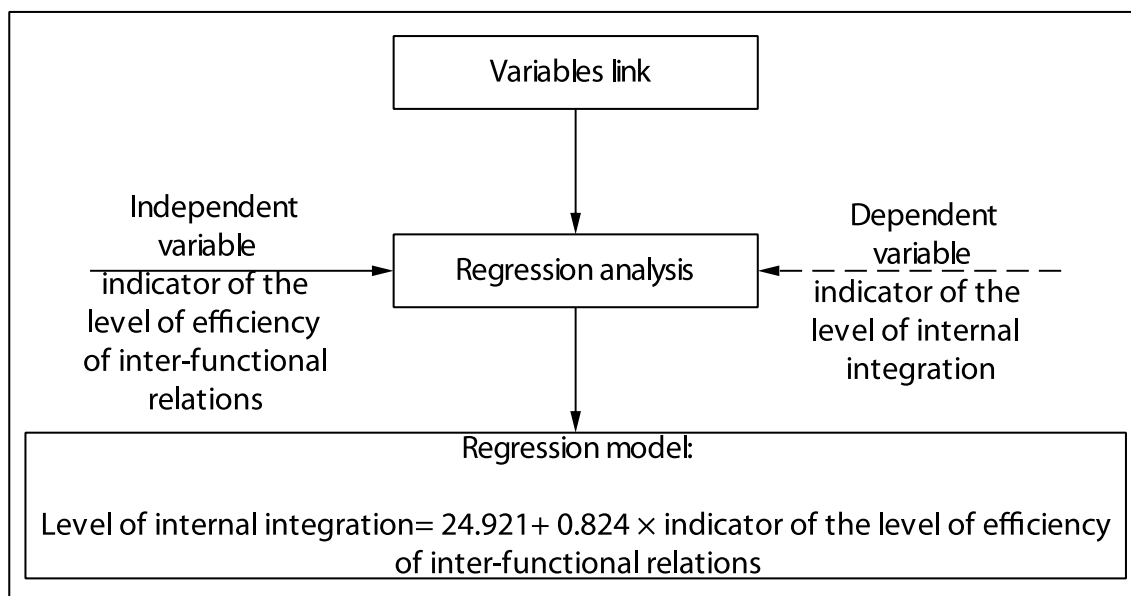 Variables link
Independent
variable
indicator of the
level of efficiency
of inter-functional
relations
Regression analysis
Dependent
variable
indicator of the
level of internal
integration
Regression model:
Level of internal integration= 24.921+ 0.824 × indicator of the level of efficiency
of inter-functional relations